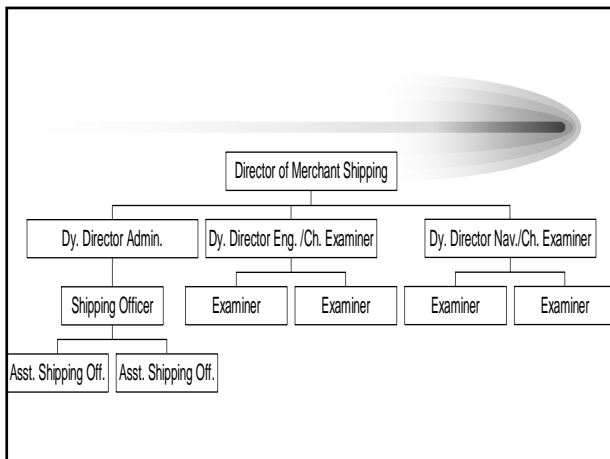 Director of Merchant Shipping
Dy. Director Admin.
Dy. Director Eng. /Ch. Examiner
Dy. Director Nav./Ch. Examiner
Shipping Officer
Examiner
Examiner
Examiner
Examiner
Asst. Shipping Off.
Asst. Shipping Off.